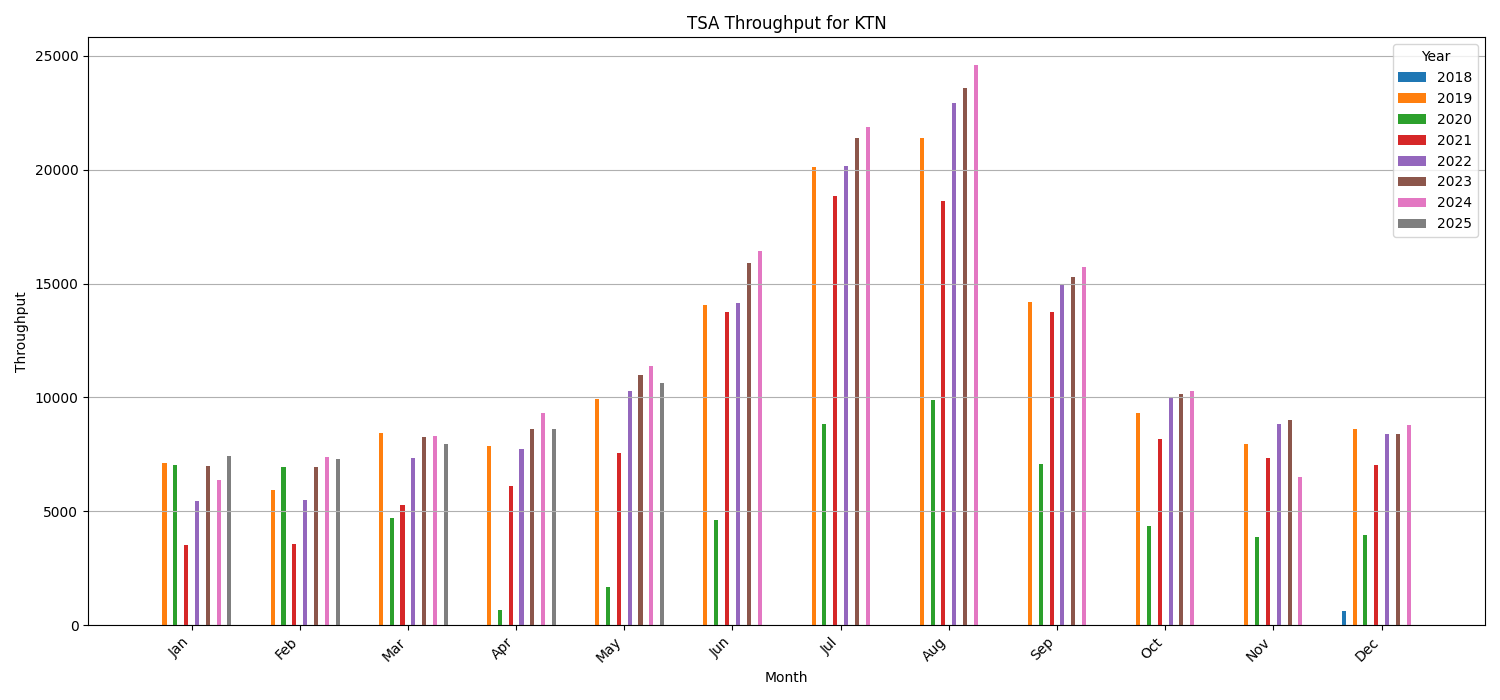 TSA Throughput for KTN
Throughput
25000
20000
15000
10000
5000
0
Year
2018
2019
2020
2021
2022
2023
2024
2025
Jan
Feb
Mar
Apr
May
Jun
Jul
Aug
Sep
Oct
Nov
Dec
Month